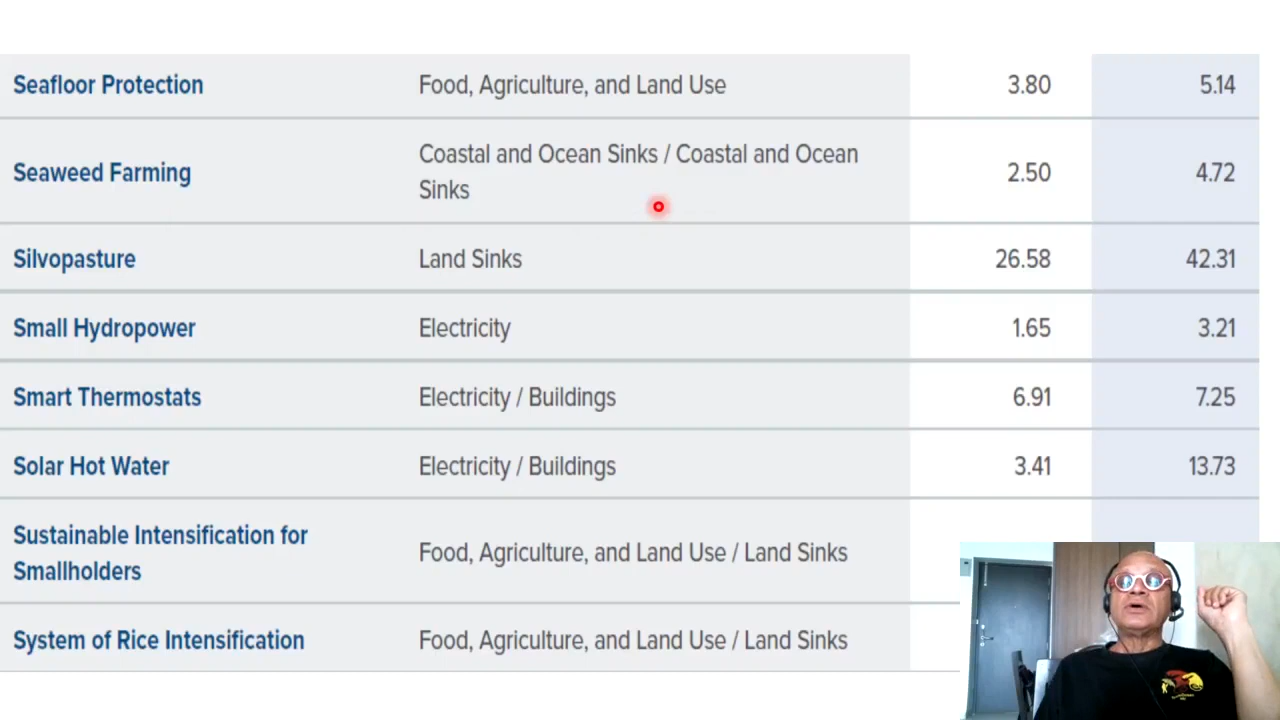 Seafloor Protection Food, Agriculture, and Land Use 3.80 5.14
Coastal and Ocean Sinks / Coastal and Ocean
Seaweed Farming 2.50 4.72
Sinks
Silvopasture Land Sinks 26.58 42.31
Small Hydropower Electricity 1.65 3.21
Smart Thermostats Electricity / Buildings 6.91 7.25
Solar Hot Water Electricity / Buildings 3.41 13.73
Sustainable Intensification for
Smallholders
Food, Agriculture, and Land Use / Land Sinks
System of Rice Intensification Food, Agriculture, and Land Use / Land Sinks